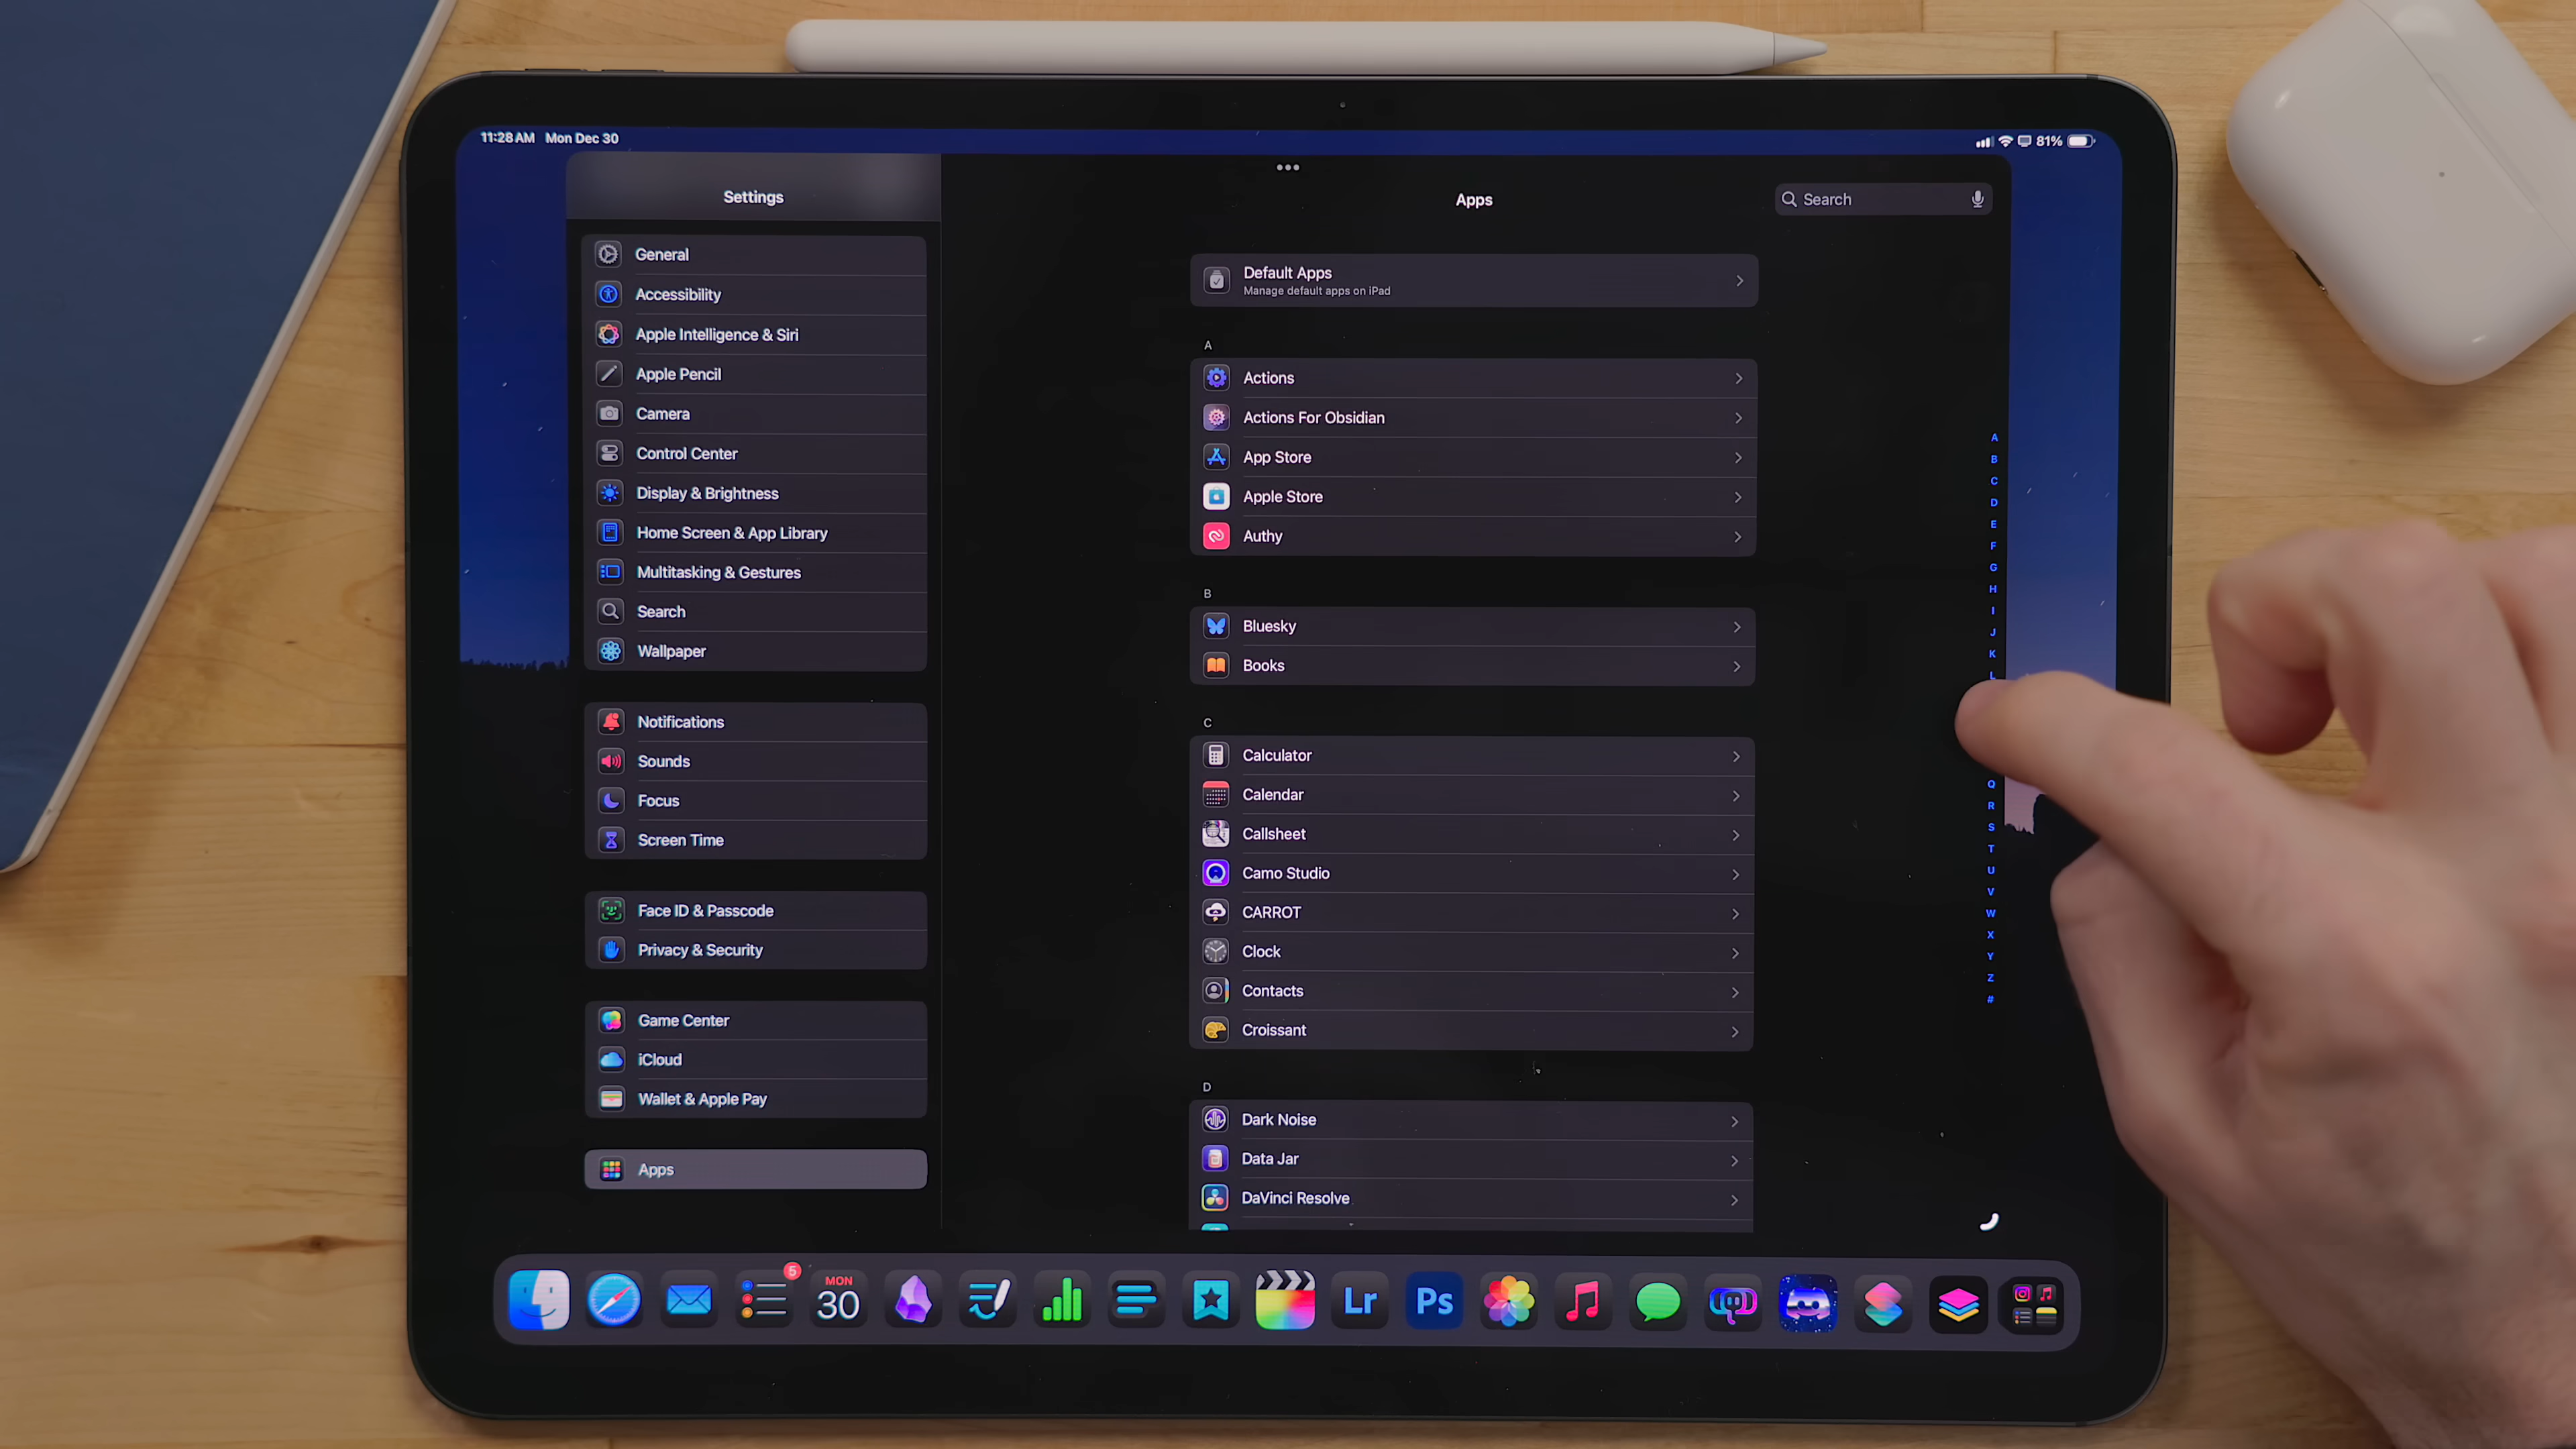 11:28 AM Mon Dec 30
81%
Settings
General
Accessibility
Apple Intelligence & Siri
Apple Pencil
Camera
Control Center
Display & Brightness
Home Screen & App Library
Multitasking & Gestures
Search
Wallpaper
Notifications
Sounds
Focus
Screen Time
Face ID & Passcode
Privacy & Security
Game Center
iCloud
Wallet & Apple Pay
Apps
Apps
Search
Default Apps
Manage default apps on iPad
A
Actions
Actions For Obsidian
App Store
Apple Store
Authy
B
Bluesky
Books
C
Calculator
Calendar
Callsheet
Camo Studio
CARROT
Clock
Contacts
Croissant
D
Dark Noise
Data Jar
DaVinci Resolve
A
B
C
D
E
F
G
H
I
J
K
L
Q
R
S
T
U
V
W
X
Y
Z
#
5
MON
30
Lr
Ps